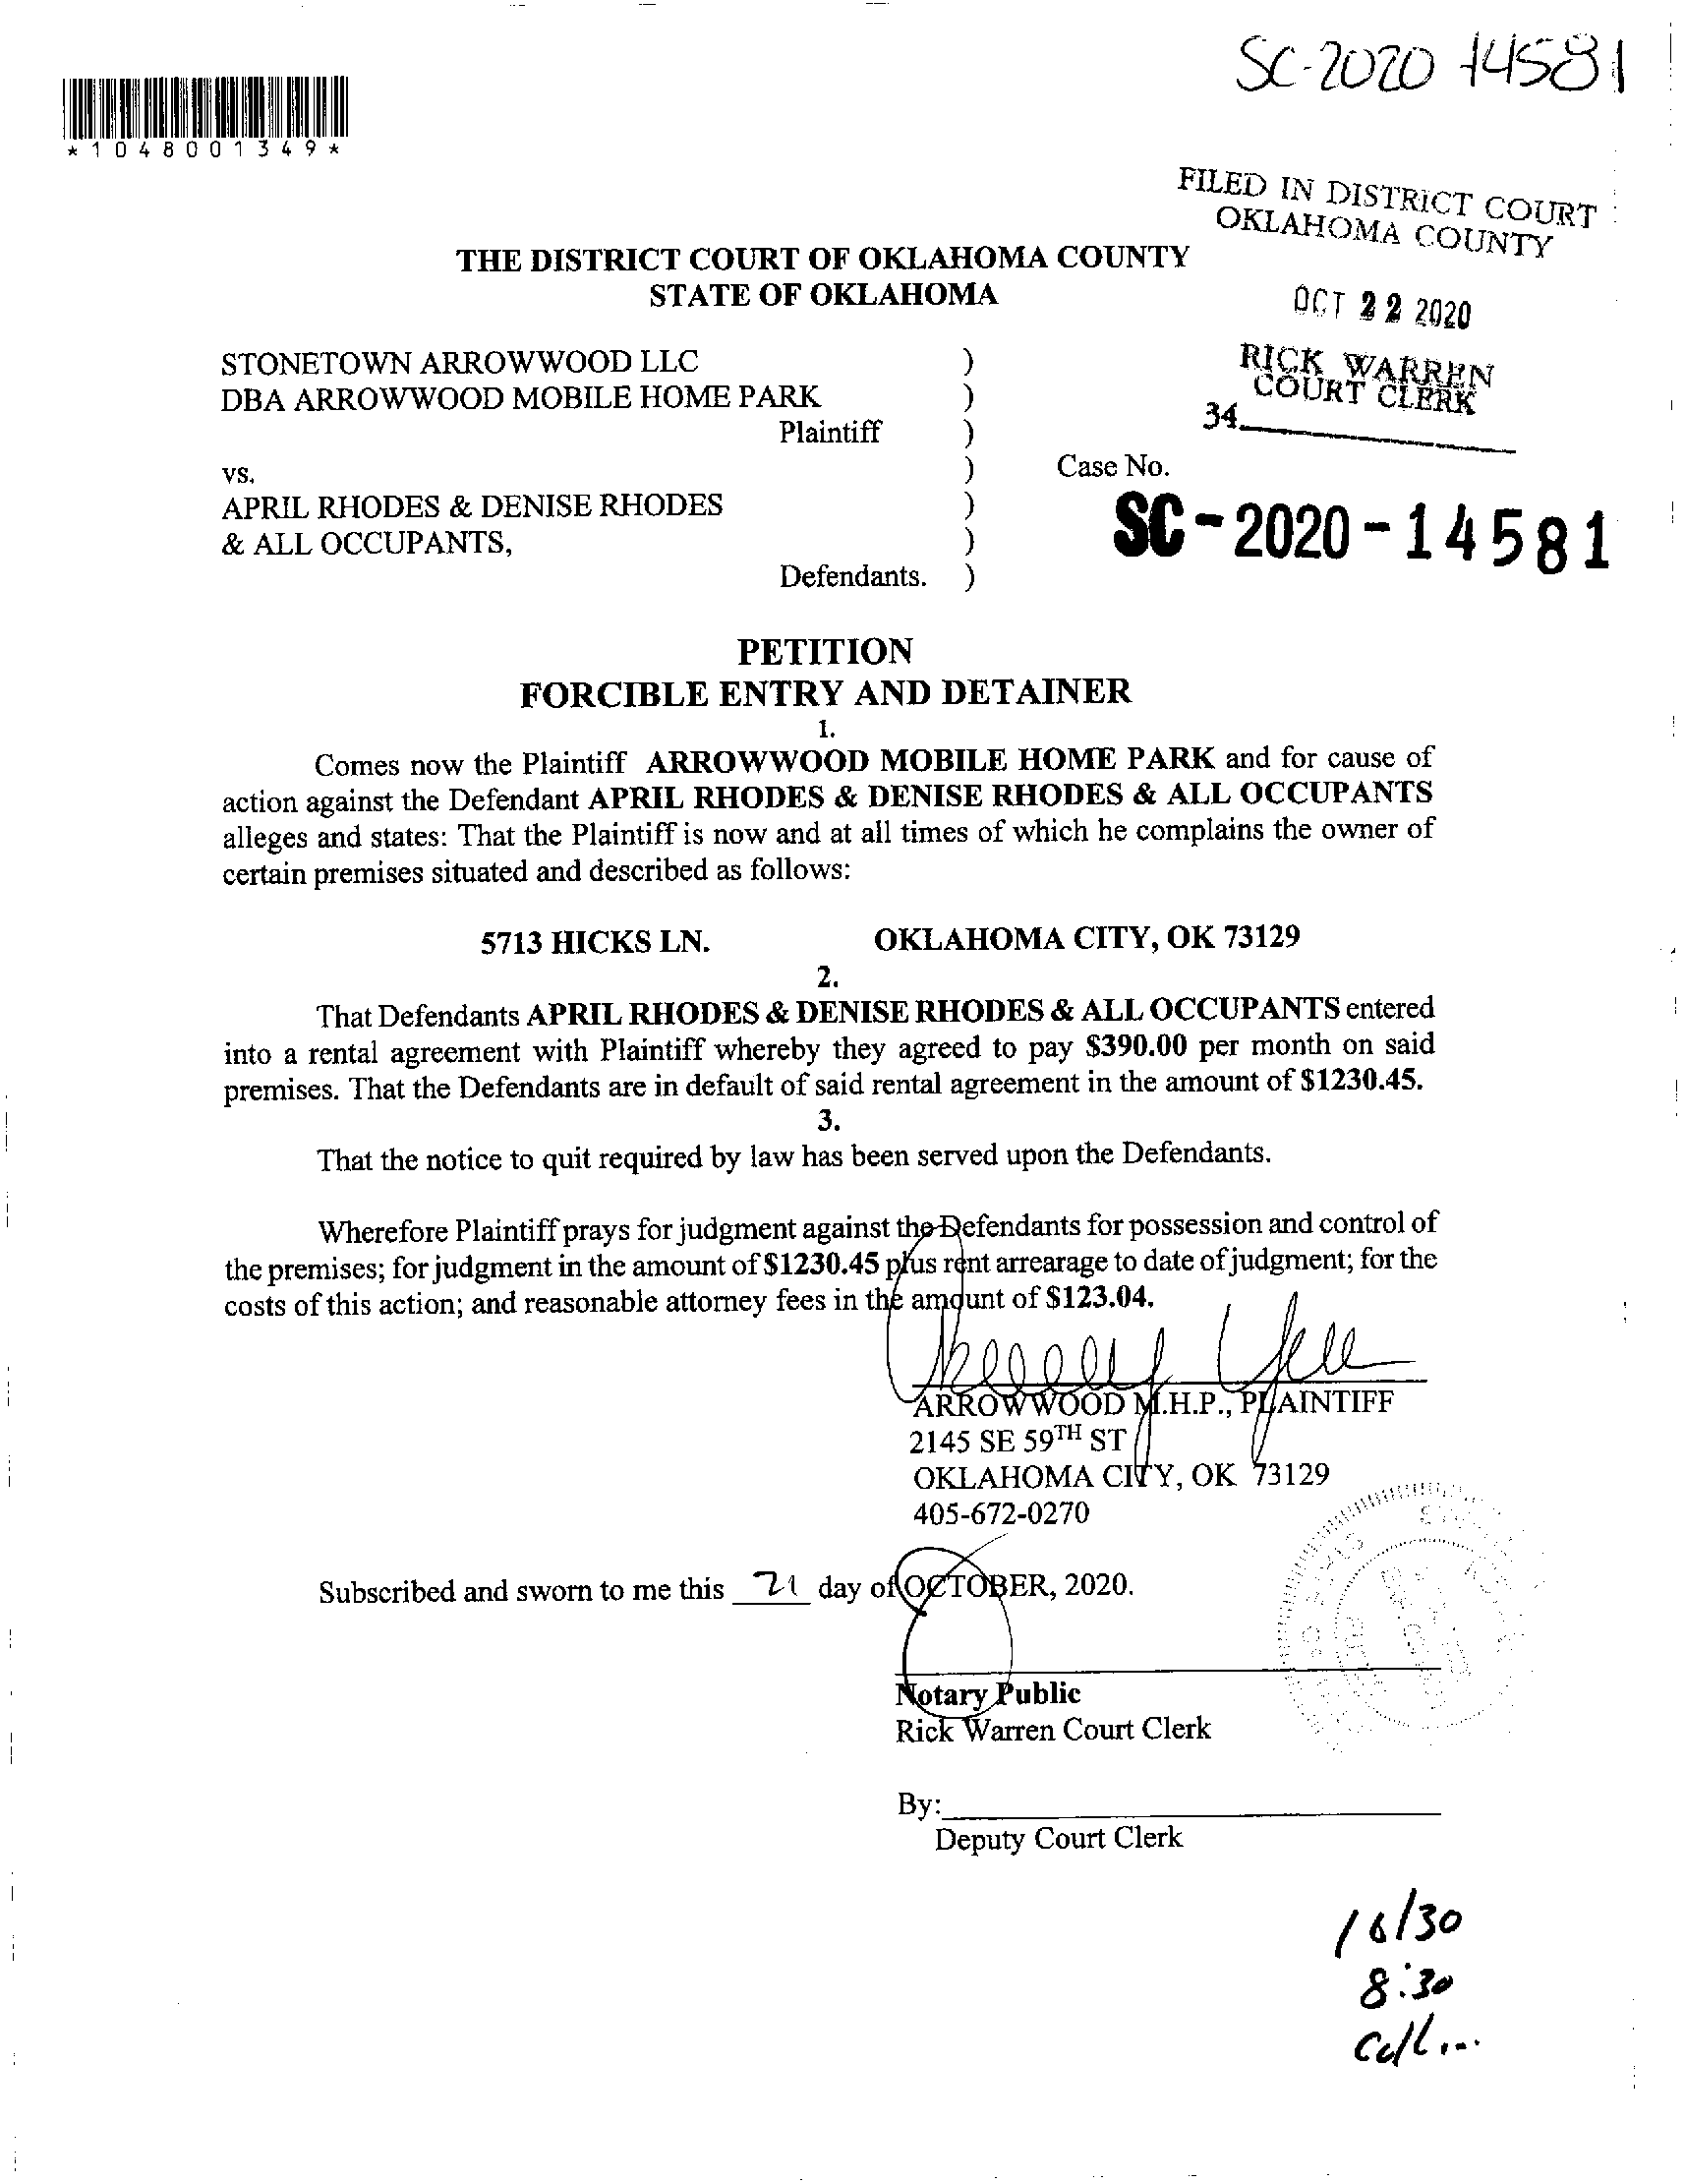 SC-2020 14581
*1048001349*
FILED IN DISTRICT COURT
OKLAHOMA COUNTY
THE DISTRICT COURT OF OKLAHOMA COUNTY
STATE OF OKLAHOMA
OCT 22 2020
RICK WARREN
COURT CLERK
34
STONETOWN ARROWWOOD LLC )
DBA ARROWWOOD MOBILE HOME PARK )
Plaintiff )
vs. ) Case No.
APRIL RHODES & DENISE RHODES ) SC-2020-14581
& ALL OCCUPANTS, )
Defendants. )
PETITION
FORCIBLE ENTRY AND DETAINER
1.
Comes now the Plaintiff ARROWWOOD MOBILE HOME PARK and for cause of
action against the Defendant APRIL RHODES & DENISE RHODES & ALL OCCUPANTS
alleges and states: That the Plaintiff is now and at all times of which he complains the owner of
certain premises situated and described as follows:
5713 HICKS LN. OKLAHOMA CITY, OK 73129
2.
That Defendants APRIL RHODES & DENISE RHODES & ALL OCCUPANTS entered
into a rental agreement with Plaintiff whereby they agreed to pay $390.00 per month on said
premises. That the Defendants are in default of said rental agreement in the amount of $1230.45.
3.
That the notice to quit required by law has been served upon the Defendants.
Wherefore Plaintiff prays for judgment against the Defendants for possession and control of
the premises; for judgment in the amount of $1230.45 plus rent arrearage to date of judgment; for the
costs of this action; and reasonable attorney fees in the amount of $123.04.
ARROWWOOD M.H.P., PLAINTIFF
2145 SE 59TH ST
OKLAHOMA CITY, OK 73129
405-672-0270
Subscribed and sworn to me this 21 day of OCTOBER, 2020.
Notary Public
Rick Warren Court Clerk
By:
Deputy Court Clerk
10/30
8:30